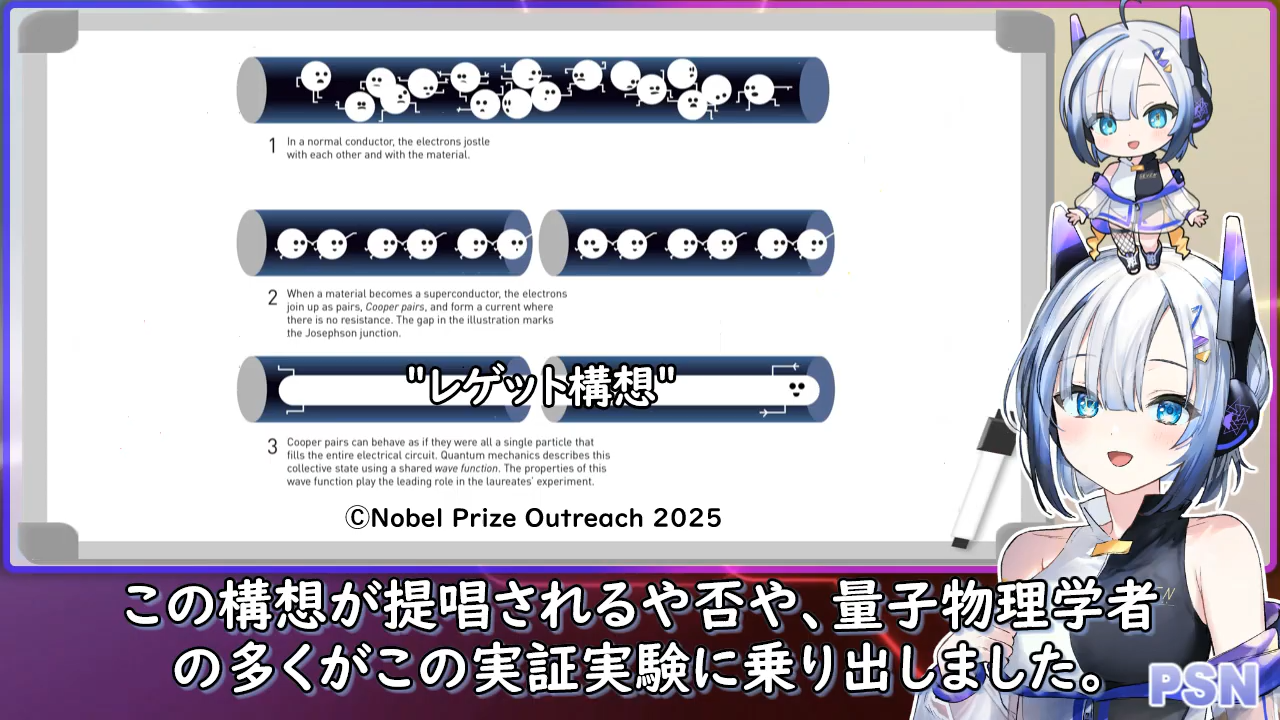 1 In a normal conductor, the electrons jostle
with each other and with the material.
2 When a material becomes a superconductor, the electrons
join up as pairs, Cooper pairs, and form a current where
there is no resistance. The gap in the illustration marks
the Josephson junction.
"レゲット構想"
3 Cooper pairs can behave as if they were all a single particle that
fills the entire electrical circuit. Quantum mechanics describes this
collective state using a shared wave function. The properties of this
wave function play the leading role in the laureates' experiment.
©Nobel Prize Outreach 2025
この構想が提唱されるや否や、量子物理学者
の多くがこの実証実験に乗り出しました。
PSN